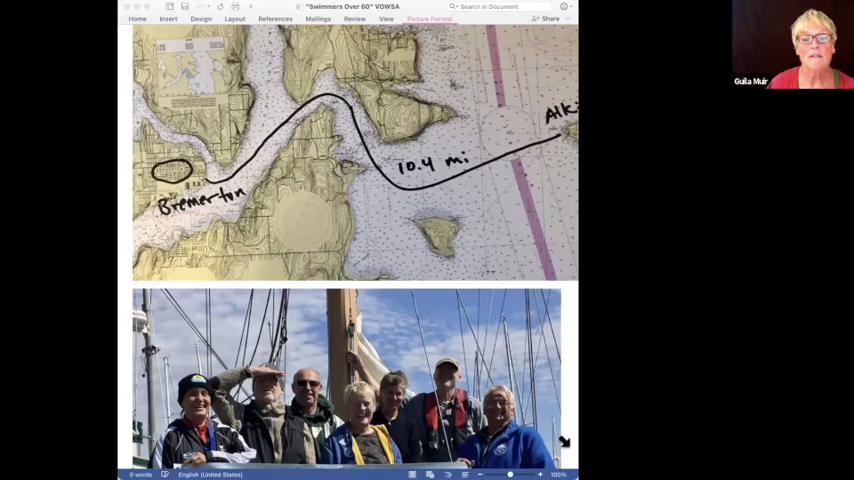 "Swimmers Over 60" VOWSA
Search in Document
Home Insert Design Layout References Mailings Review View Picture Format Share
Alki
10.4 mi
Bremerton
0 words English (United States) 100%
Guila Muir